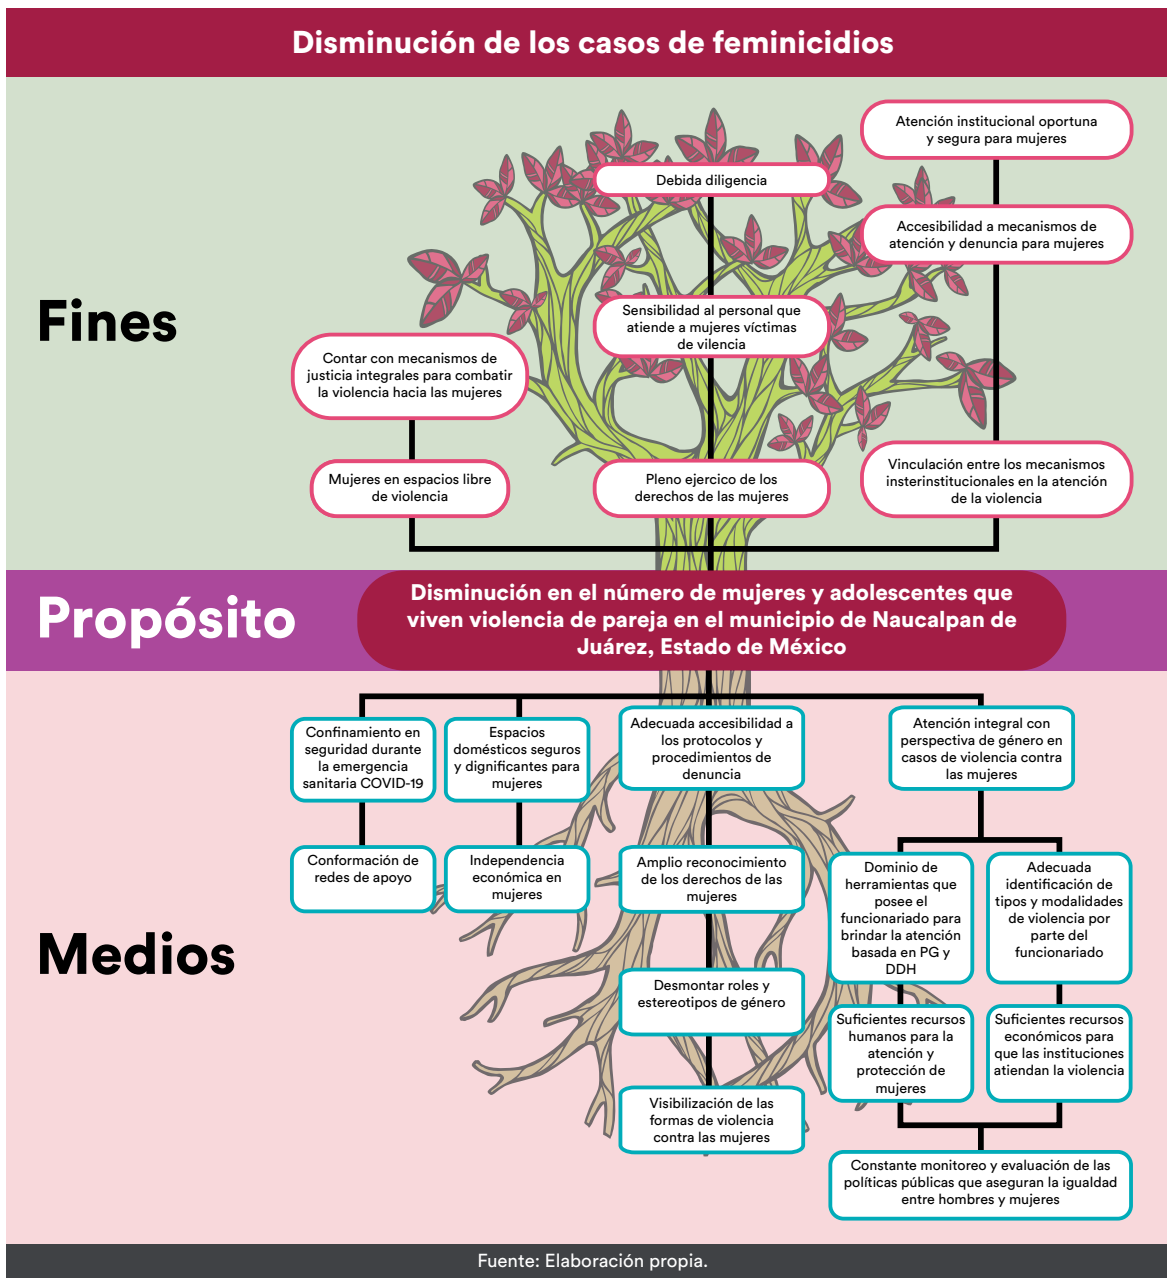 Disminución de los casos de feminicidios
Fines
Atención institucional oportuna
y segura para mujeres
Debida diligencia
Accesibilidad a mecanismos de
atención y denuncia para mujeres
Sensibilidad al personal que
atiende a mujeres víctimas
de vilencia
Contar con mecanismos de
justicia integrales para combatir
la violencia hacia las mujeres
Mujeres en espacios libre
de violencia
Pleno ejercico de los
derechos de las mujeres
Vinculación entre los mecanismos
insterinstitucionales en la atención
de la violencia
Propósito
Disminución en el número de mujeres y adolescentes que
viven violencia de pareja en el municipio de Naucalpan de
Juárez, Estado de México
Medios
Confinamiento en
seguridad durante
la emergencia
sanitaria COVID-19
Espacios
domésticos seguros
y dignificantes para
mujeres
Adecuada accesibilidad a
los protocolos y
procedimientos de
denuncia
Atención integral con
perspectiva de género en
casos de violencia contra
las mujeres
Conformación de
redes de apoyo
Independencia
económica en
mujeres
Amplio reconocimiento
de los derechos de las
mujeres
Dominio de
herramientas que
posee el
funcionariado para
brindar la atención
basada en PG y
DDH
Adecuada
identificación de
tipos y modalidades
de violencia por
parte del
funcionariado
Desmontar roles y
estereotipos de género
Suficientes recursos
humanos para la
atención y
protección de
mujeres
Suficientes recursos
económicos para
que las instituciones
atiendan la violencia
Visibilización de las
formas de violencia
contra las mujeres
Constante monitoreo y evaluación de las
políticas públicas que aseguran la igualdad
entre hombres y mujeres
Fuente: Elaboración propia.